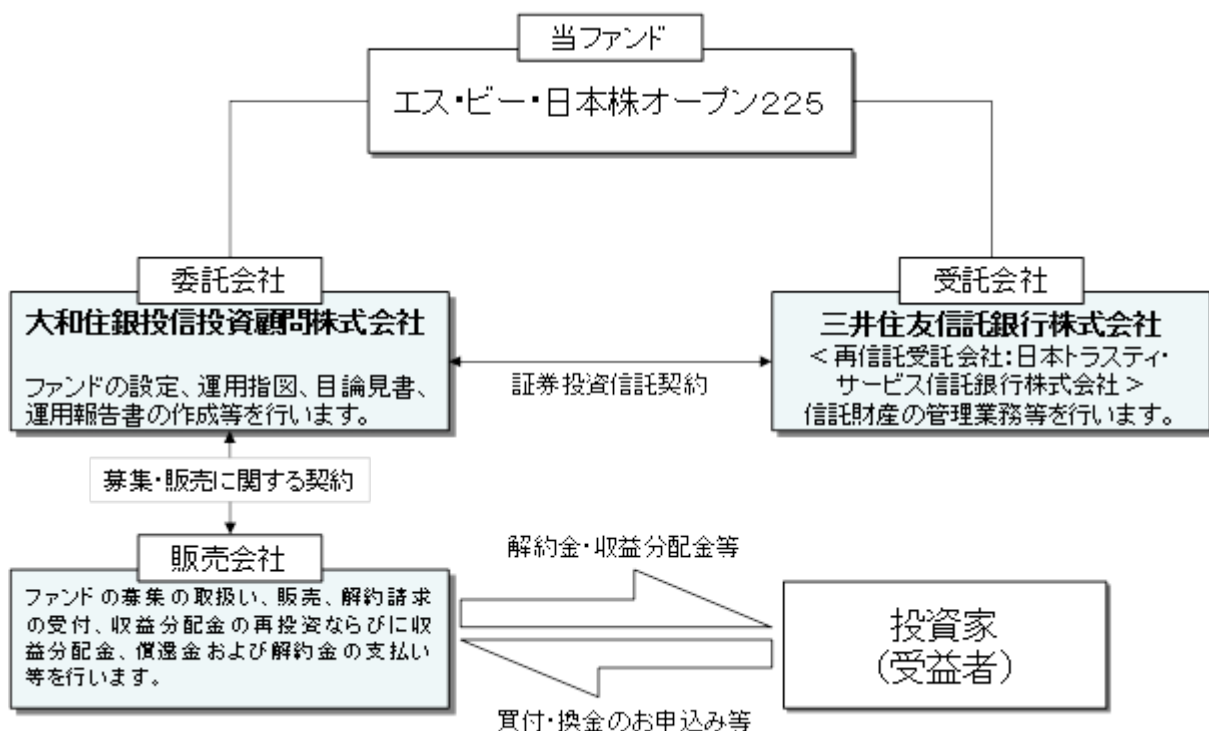 当ファンド
エス・ビー・日本株オープン225
委託会社
大和住銀投信投資顧問株式会社
ファンドの設定、運用指図、目論見書、
運用報告書の作成等を行います。
受託会社
三井住友信託銀行株式会社
＜再信託受託会社：日本トラスティ・
サービス信託銀行株式会社＞
信託財産の管理業務等を行います。
証券投資信託契約
募集・販売に関する契約
販売会社
ファンドの募集の取扱い、販売、解約請求
の受付、収益分配金の再投資ならびに収
益分配金、償還金および解約金の支払い
等を行います。
解約金・収益分配金等
買付・換金のお申込み等
投資家
（受益者）